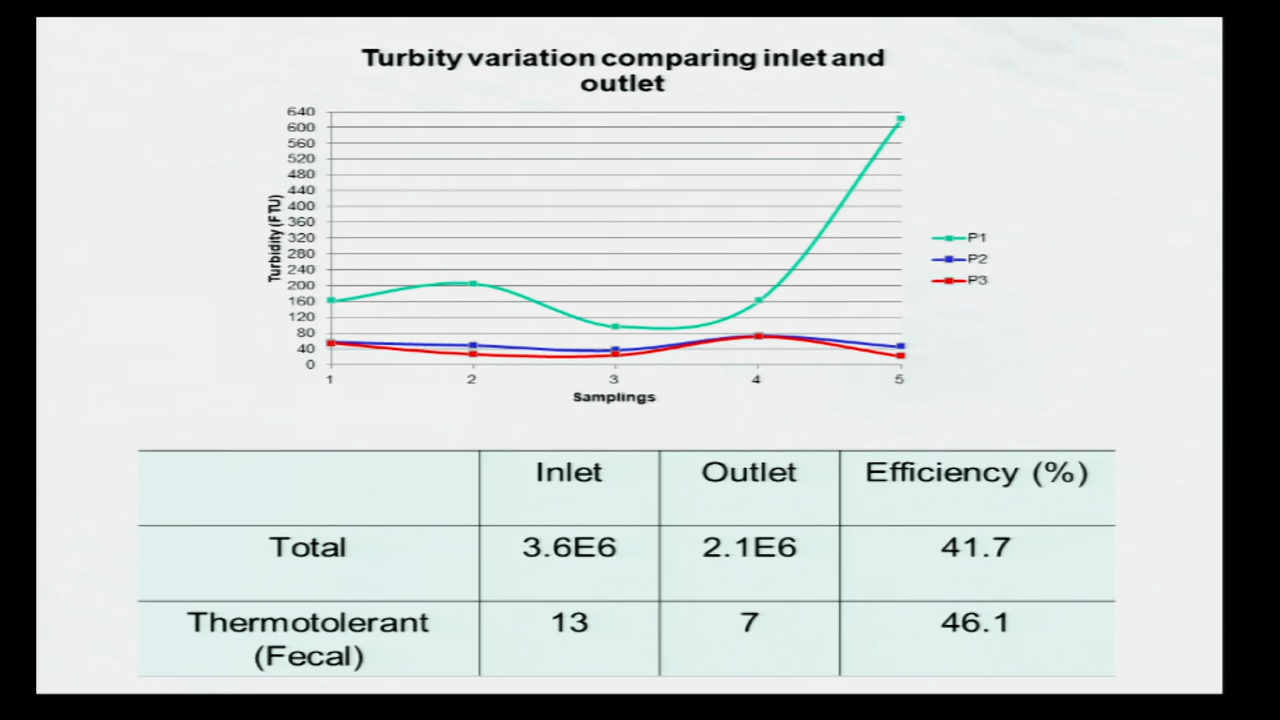 Turbity variation comparing inlet and
outlet
640
600
560
520
480
440
400
360
320
280
240
200
160
120
80
40
0
Turbidity (FTU)
1 2 3 4 5
Samplings
P1
P2
P3
Inlet Outlet Efficiency (%)
Total 3.6E6 2.1E6 41.7
Thermotolerant 13 7 46.1
(Fecal)